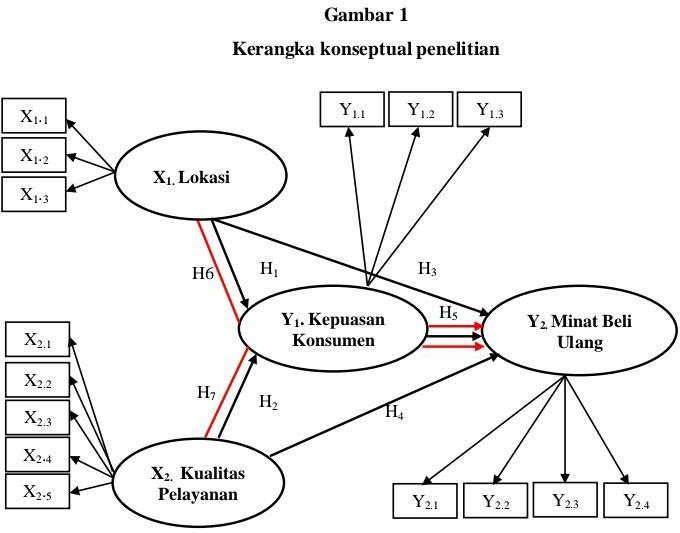 Gambar 1
Kerangka konseptual penelitian
X1.1
X1.2
X1.3
Y1.1
Y1.2
Y1.3
X1. Lokasi
H6
H1
H3
Y1. Kepuasan
Konsumen
H5
Y2. Minat Beli
Ulang
X2.1
X2.2
X2.3
X2.4
X2.5
H7
H2
H4
X2. Kualitas
Pelayanan
Y2.1
Y2.2
Y2.3
Y2.4